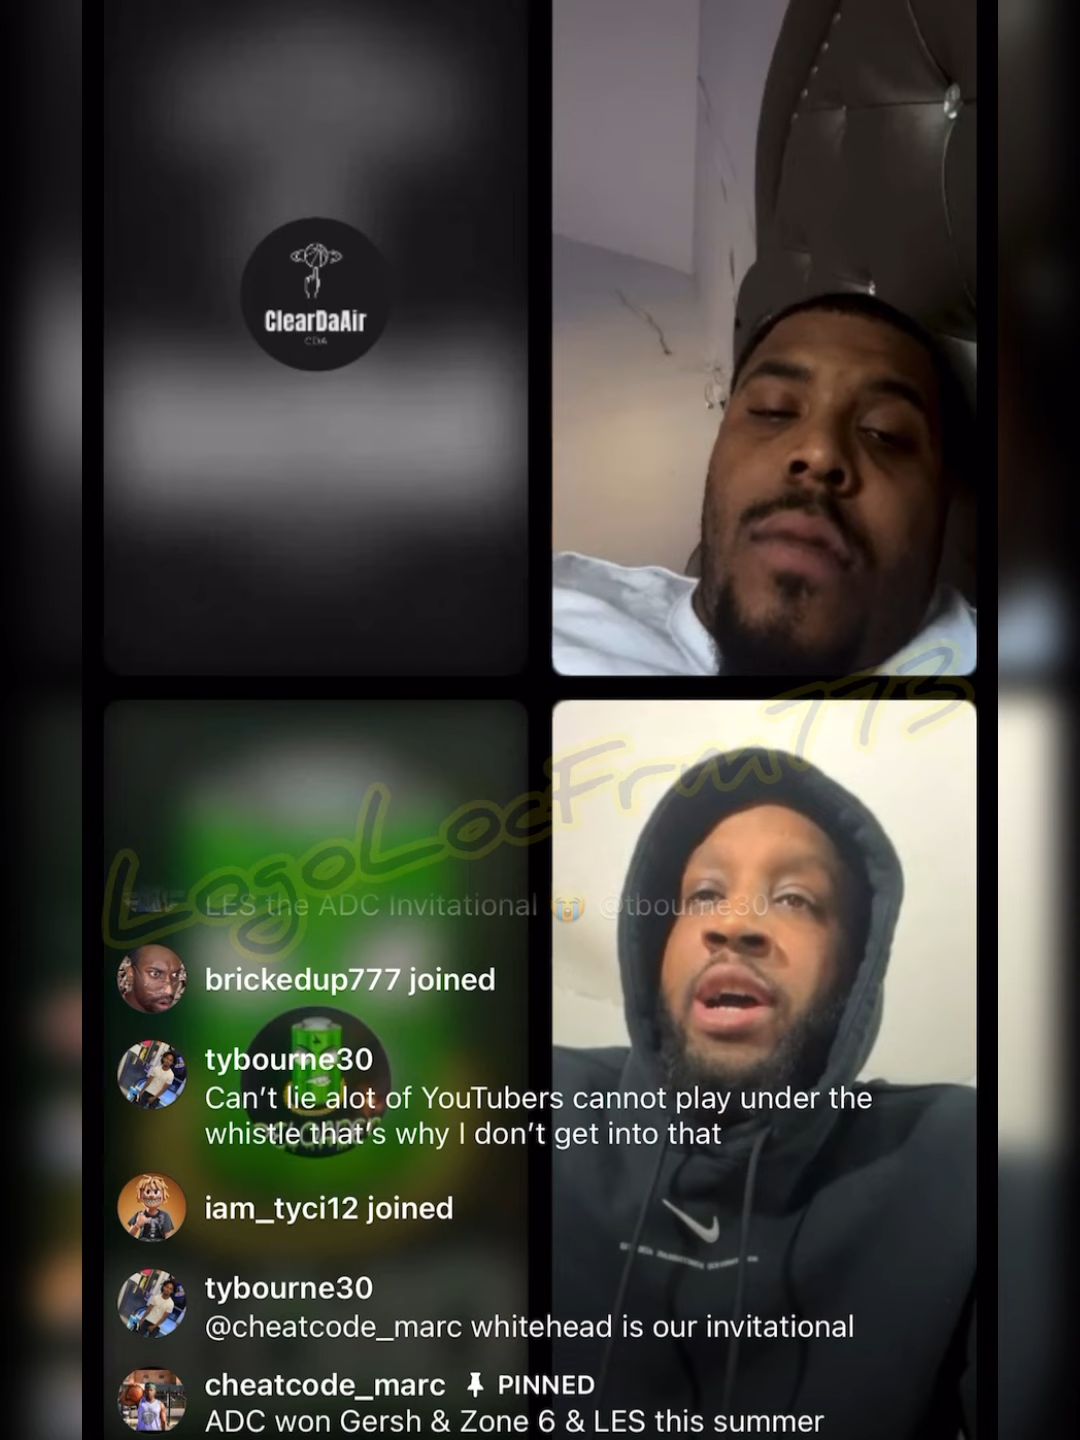 ClearDaAir
CDA
LogoLocFrm773
LES the ADC Invitational 😭 @tbourne30
brickedup777 joined
tybourne30
Can't lie alot of YouTubers cannot play under the
whistle that's why I don't get into that
iam_tyci12 joined
tybourne30
@cheatcode_marc whitehead is our invitational
cheatcode_marc PINNED
ADC won Gersh & Zone 6 & LES this summer